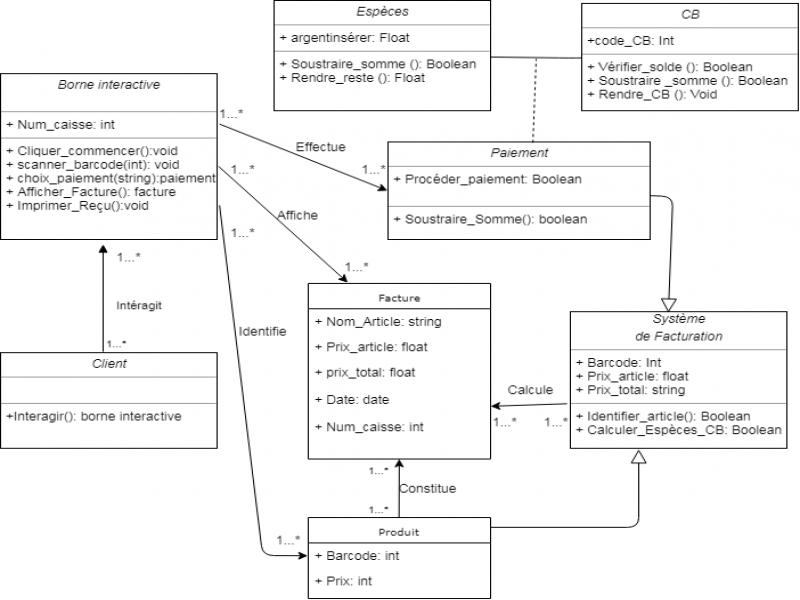 Espèces
+ argentinsérer: Float
+ Soustraire_somme (): Boolean
+ Rendre_reste (): Float
CB
+code_CB: Int
+ Vérifier_solde (): Boolean
+ Soustraire _somme (): Boolean
+ Rendre_CB (): Void
Borne interactive
+ Num_caisse: int
+ Cliquer_commencer():void
+ scanner_barcode(int): void
+ choix_paiement(string):paiement
+ Afficher_Facture(): facture
+ Imprimer_Reçu():void
1...*
Effectue
1...*
Paiement
+ Procéder_paiement: Boolean
+ Soustraire_Somme(): boolean
1...*
Affiche
1...*
1...*
Identifie
1...*
1...*
Intéragit
1...*
Client
+Interagir(): borne interactive
Facture
+ Nom_Article: string
+ Prix_article: float
+ prix_total: float
+ Date: date
+ Num_caisse: int
Système
de Facturation
+ Barcode: Int
+ Prix_article: float
+ Prix_total: string
+ Identifier_article(): Boolean
+ Calculer_Espèces_CB: Boolean
Calcule
1...*
1...*
1...*
Constitue
1...*
Produit
+ Barcode: int
+ Prix: int